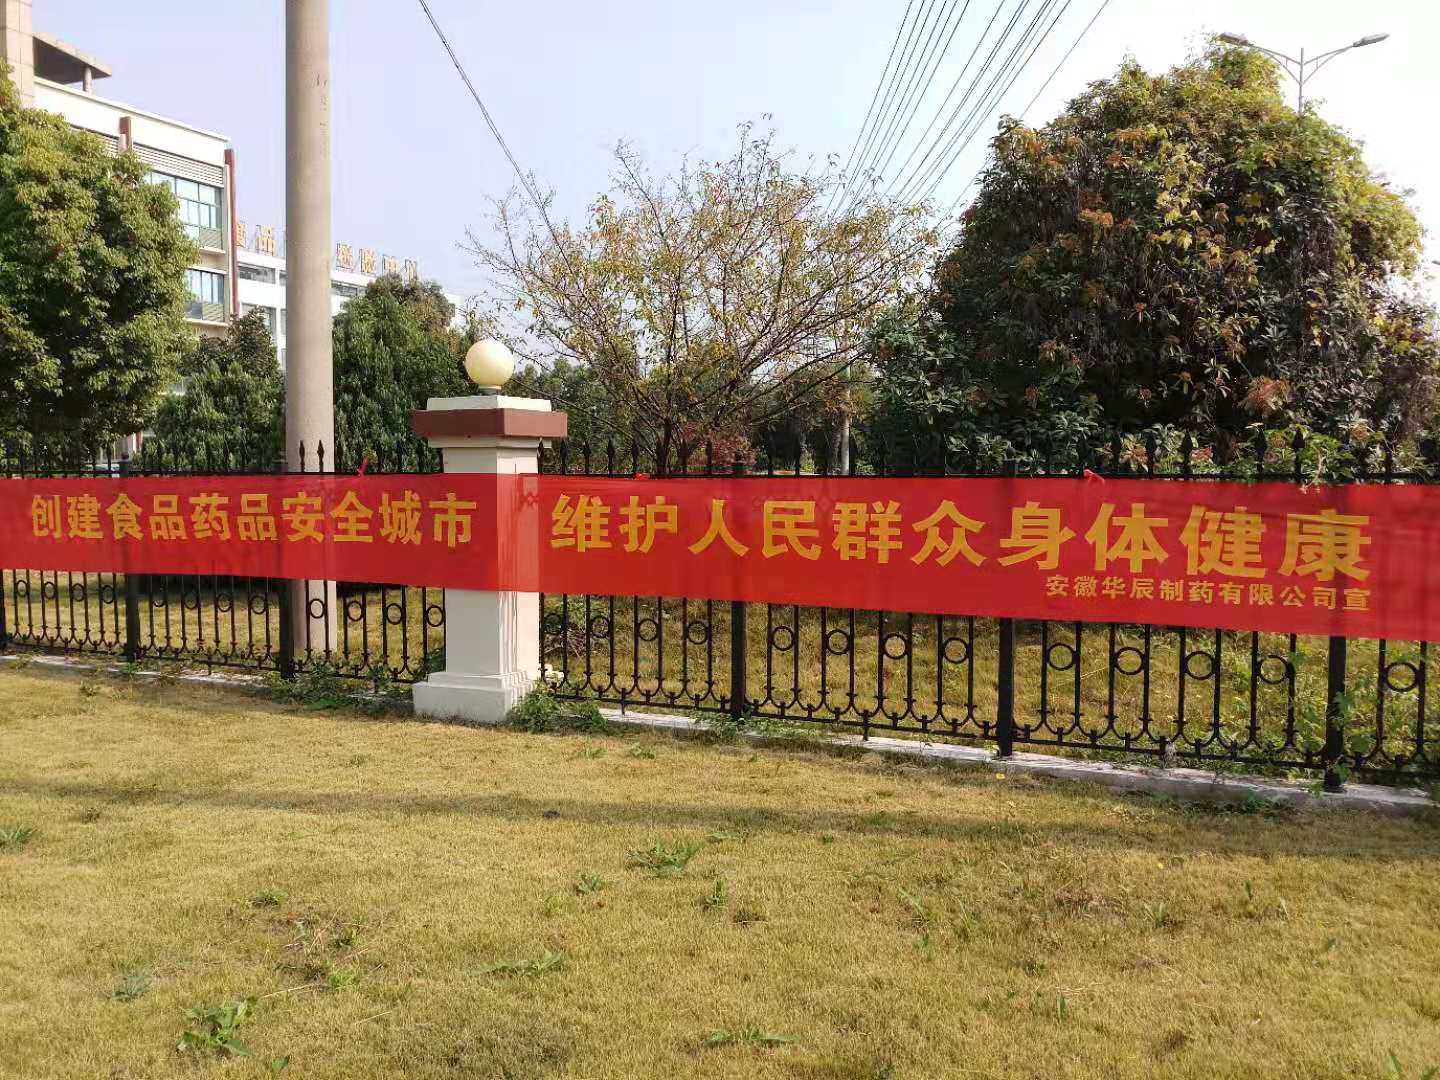 创建食品药品安全城市 维护人民群众身体健康
安徽华辰制药有限公司宣